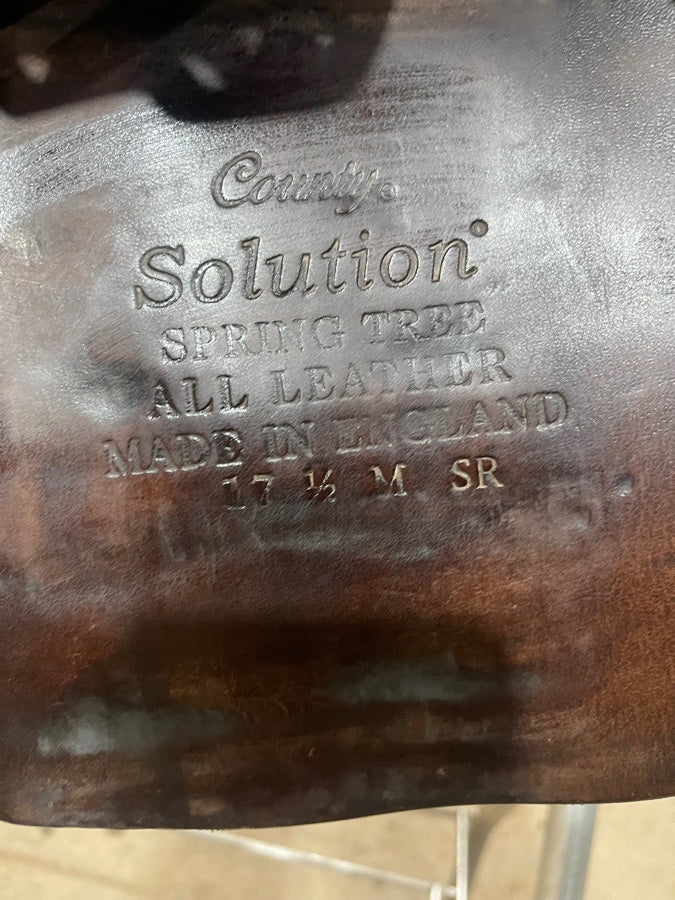 County.
Solution
SPRING TREE
ALL LEATHER
MADE IN ENGLAND
17 ½ M SR